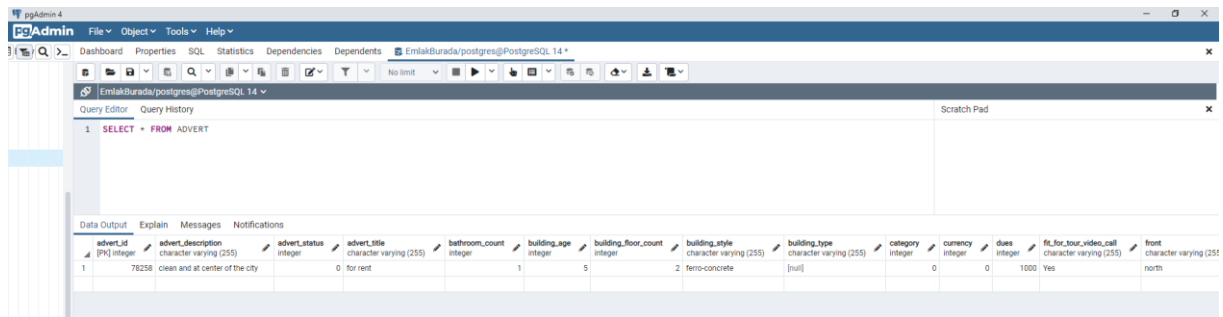 pgAdmin 4
pgAdmin File Object Tools Help
Dashboard Properties SQL Statistics Dependencies Dependents EmlakBurada/postgres@PostgreSQL 14 *
No limit
EmlakBurada/postgres@PostgreSQL 14
Query Editor Query History Scratch Pad
1 SELECT * FROM ADVERT
Data Output Explain Messages Notifications
advert_id advert_description advert_status advert_title bathroom_count building_age building_floor_count building_style building_type category currency dues fit_for_tour_video_call front
[PK] integer character varying (255) integer character varying (255) integer integer integer character varying (255) character varying (255) integer integer integer character varying (255) character varying (255
1 78258 clean and at center of the city 0 for rent 1 5 2 ferro-concrete [null] 0 0 1000 Yes north